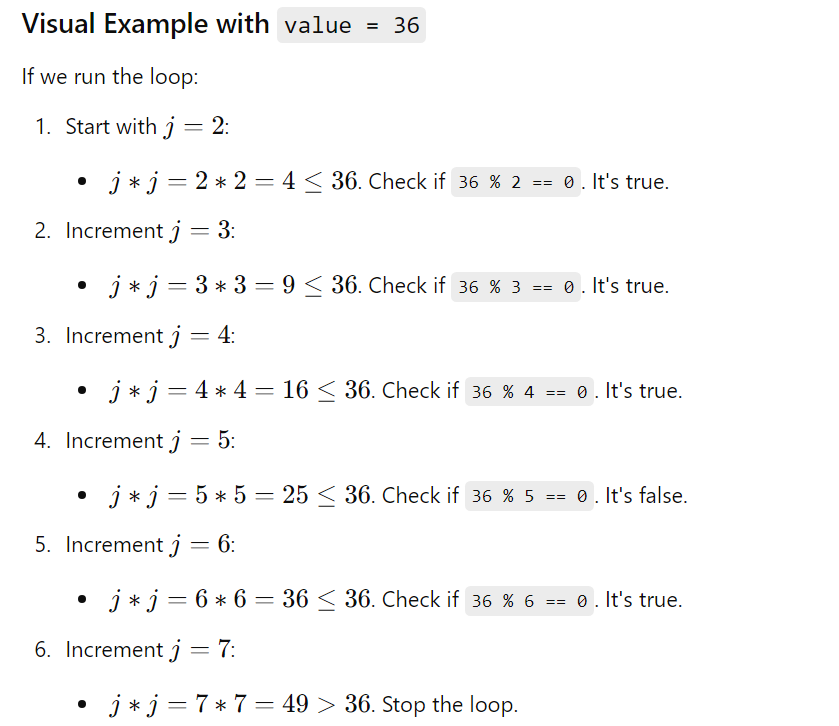 Visual Example with value = 36
If we run the loop:
1. Start with j = 2:
• j ∗ j = 2 ∗ 2 = 4 ≤ 36. Check if 36 % 2 == 0. It's true.
2. Increment j = 3:
• j ∗ j = 3 ∗ 3 = 9 ≤ 36. Check if 36 % 3 == 0. It's true.
3. Increment j = 4:
• j ∗ j = 4 ∗ 4 = 16 ≤ 36. Check if 36 % 4 == 0. It's true.
4. Increment j = 5:
• j ∗ j = 5 ∗ 5 = 25 ≤ 36. Check if 36 % 5 == 0. It's false.
5. Increment j = 6:
• j ∗ j = 6 ∗ 6 = 36 ≤ 36. Check if 36 % 6 == 0. It's true.
6. Increment j = 7:
• j ∗ j = 7 ∗ 7 = 49 > 36. Stop the loop.